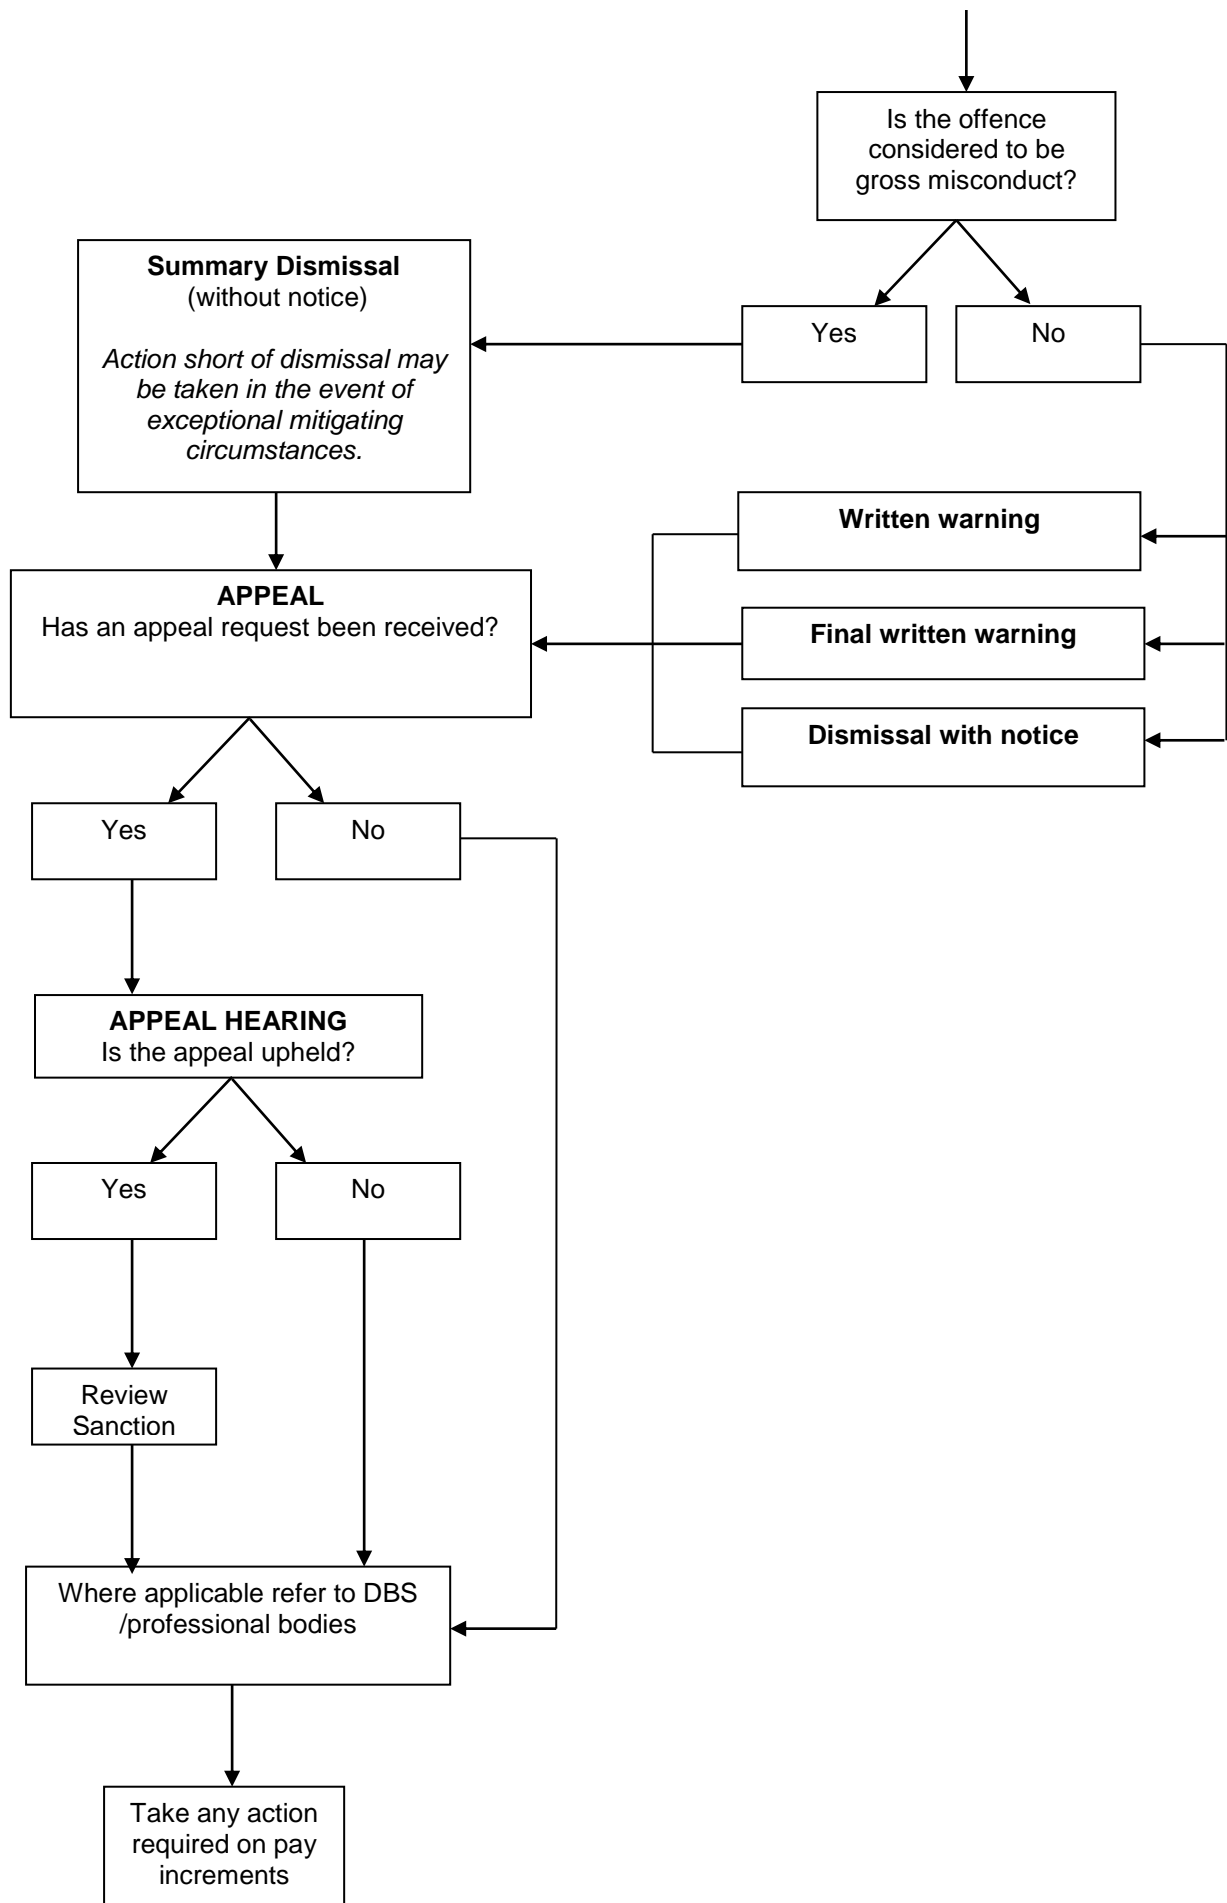 Is the offence
considered to be
gross misconduct?
Summary Dismissal
(without notice)
Action short of dismissal may
be taken in the event of
exceptional mitigating
circumstances.
Yes
No
Written warning
APPEAL
Has an appeal request been received?
Final written warning
Dismissal with notice
Yes
No
APPEAL HEARING
Is the appeal upheld?
Yes
No
Review
Sanction
Where applicable refer to DBS
/professional bodies
Take any action
required on pay
increments